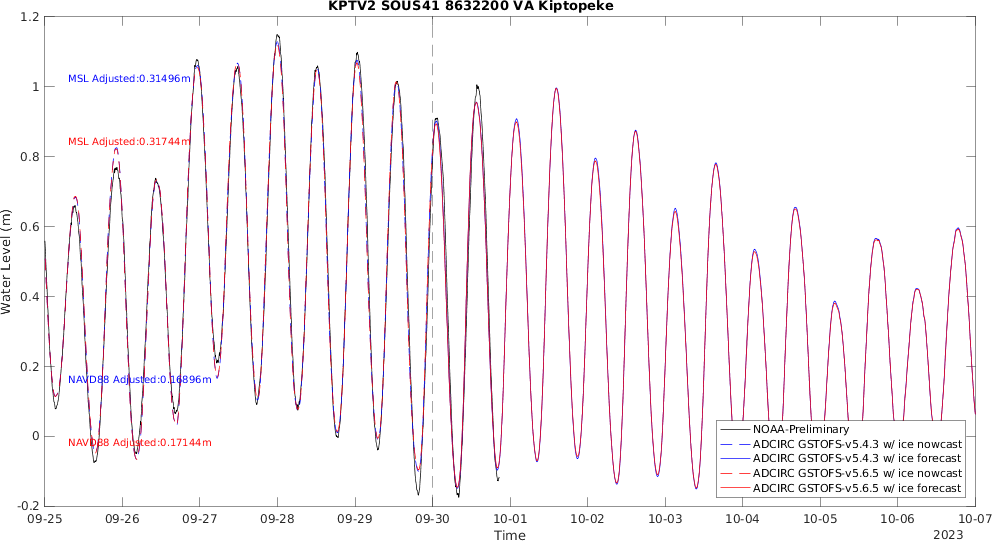 KPTV2 SOUS41 8632200 VA Kiptopeke
1.2
1
0.8
0.6
0.4
0.2
0
-0.2
Water Level (m)
MSL Adjusted:0.31496m
MSL Adjusted:0.31744m
NAVD88 Adjusted:0.16896m
NAVD88 Adjusted:0.17144m
NOAA-Preliminary
ADCIRC GSTOFS-v5.4.3 w/ ice nowcast
ADCIRC GSTOFS-v5.4.3 w/ ice forecast
ADCIRC GSTOFS-v5.6.5 w/ ice nowcast
ADCIRC GSTOFS-v5.6.5 w/ ice forecast
09-25 09-26 09-27 09-28 09-29 09-30 10-01 10-02 10-03 10-04 10-05 10-06 10-07
Time
2023